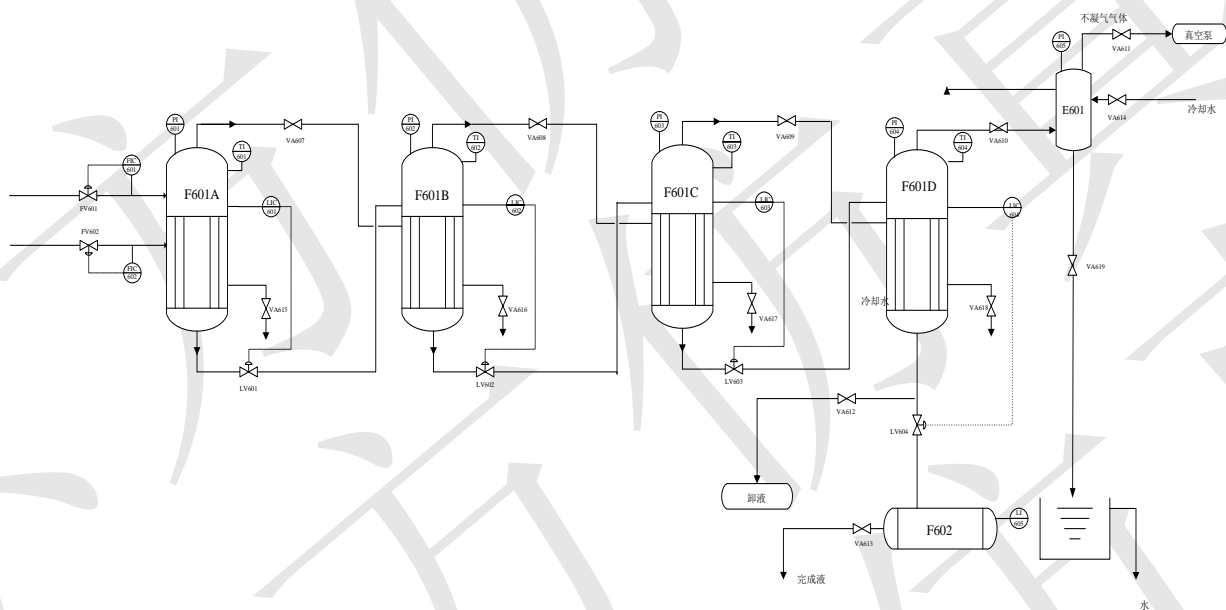 不凝气气体
PI
605
VA611
真空泵
E601
VA614
冷却水
PI
601
VA607
TI
601
FIC
601
F601A
FV601
LIC
601
FV602
FIC
602
VA615
LV601
PI
602
VA608
TI
602
F601B
LIC
602
VA616
LV602
PI
603
VA609
TI
603
F601C
LIC
603
VA617
LV603
PI
604
VA610
TI
604
F601D
LIC
604
冷却水
VA618
VA619
VA612
LV604
卸液
F602
LI
605
VA613
完成液
水